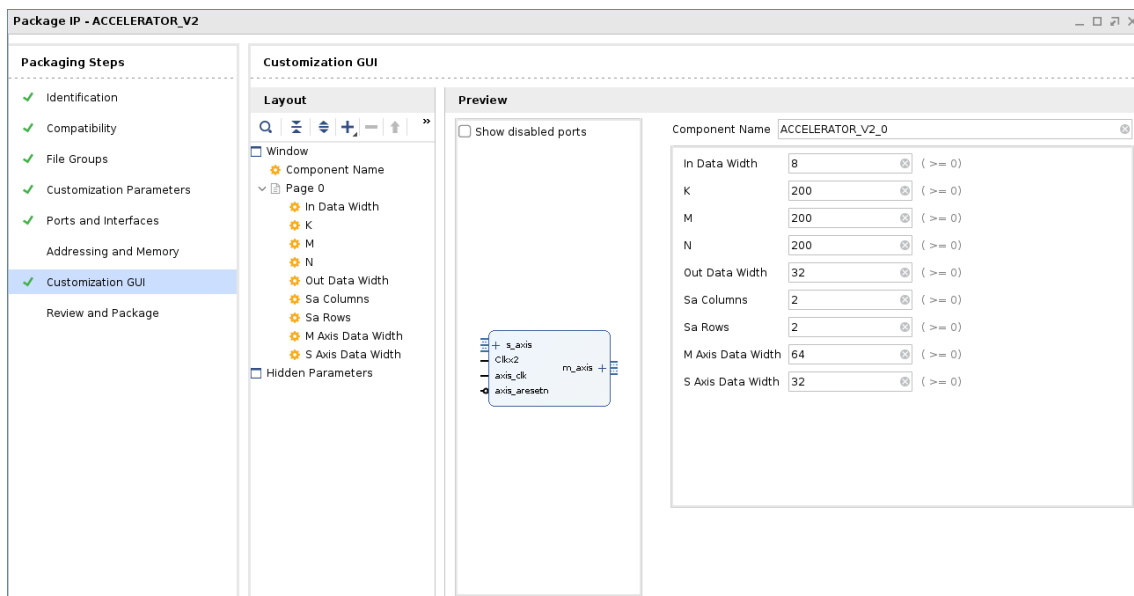 Package IP - ACCELERATOR_V2
Packaging Steps
Identification
Compatibility
File Groups
Customization Parameters
Ports and Interfaces
Addressing and Memory
Customization GUI
Review and Package
Customization GUI
Layout
»
Window
Component Name
Page 0
In Data Width
K
M
N
Out Data Width
Sa Columns
Sa Rows
M Axis Data Width
S Axis Data Width
Hidden Parameters
Preview
Show disabled ports
s_axis
Clkx2
axis_clk
axis_aresetn
m_axis
Component Name ACCELERATOR_V2_0
In Data Width 8 ( >= 0)
K 200 ( >= 0)
M 200 ( >= 0)
N 200 ( >= 0)
Out Data Width 32 ( >= 0)
Sa Columns 2 ( >= 0)
Sa Rows 2 ( >= 0)
M Axis Data Width 64 ( >= 0)
S Axis Data Width 32 ( >= 0)